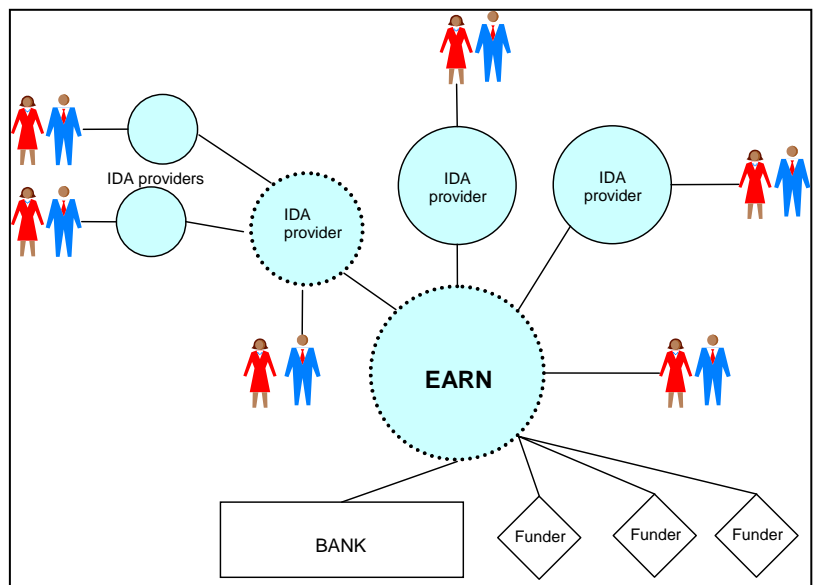 IDA providers
IDA
provider
IDA
provider
IDA
provider
EARN
BANK
Funder
Funder
Funder